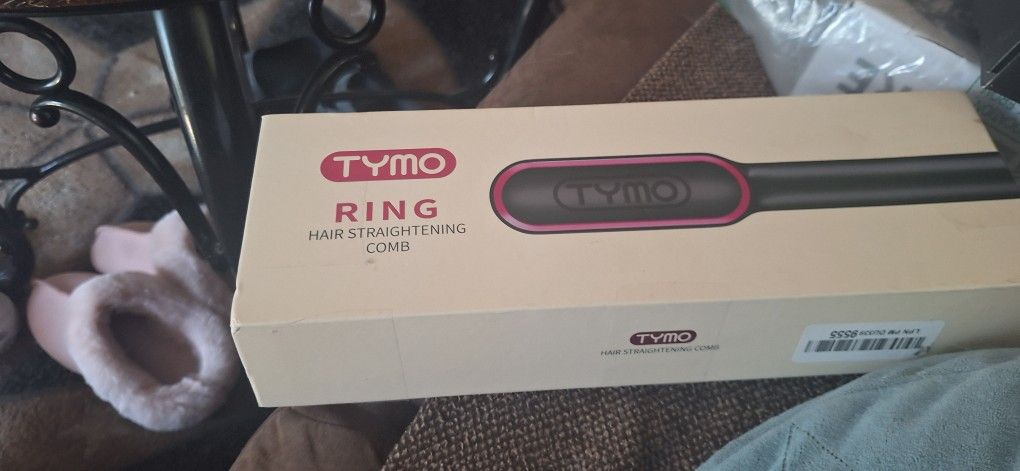 TYMO
RING
HAIR STRAIGHTENING
COMB
TYMO
TYMO
HAIR STRAIGHTENING COMB